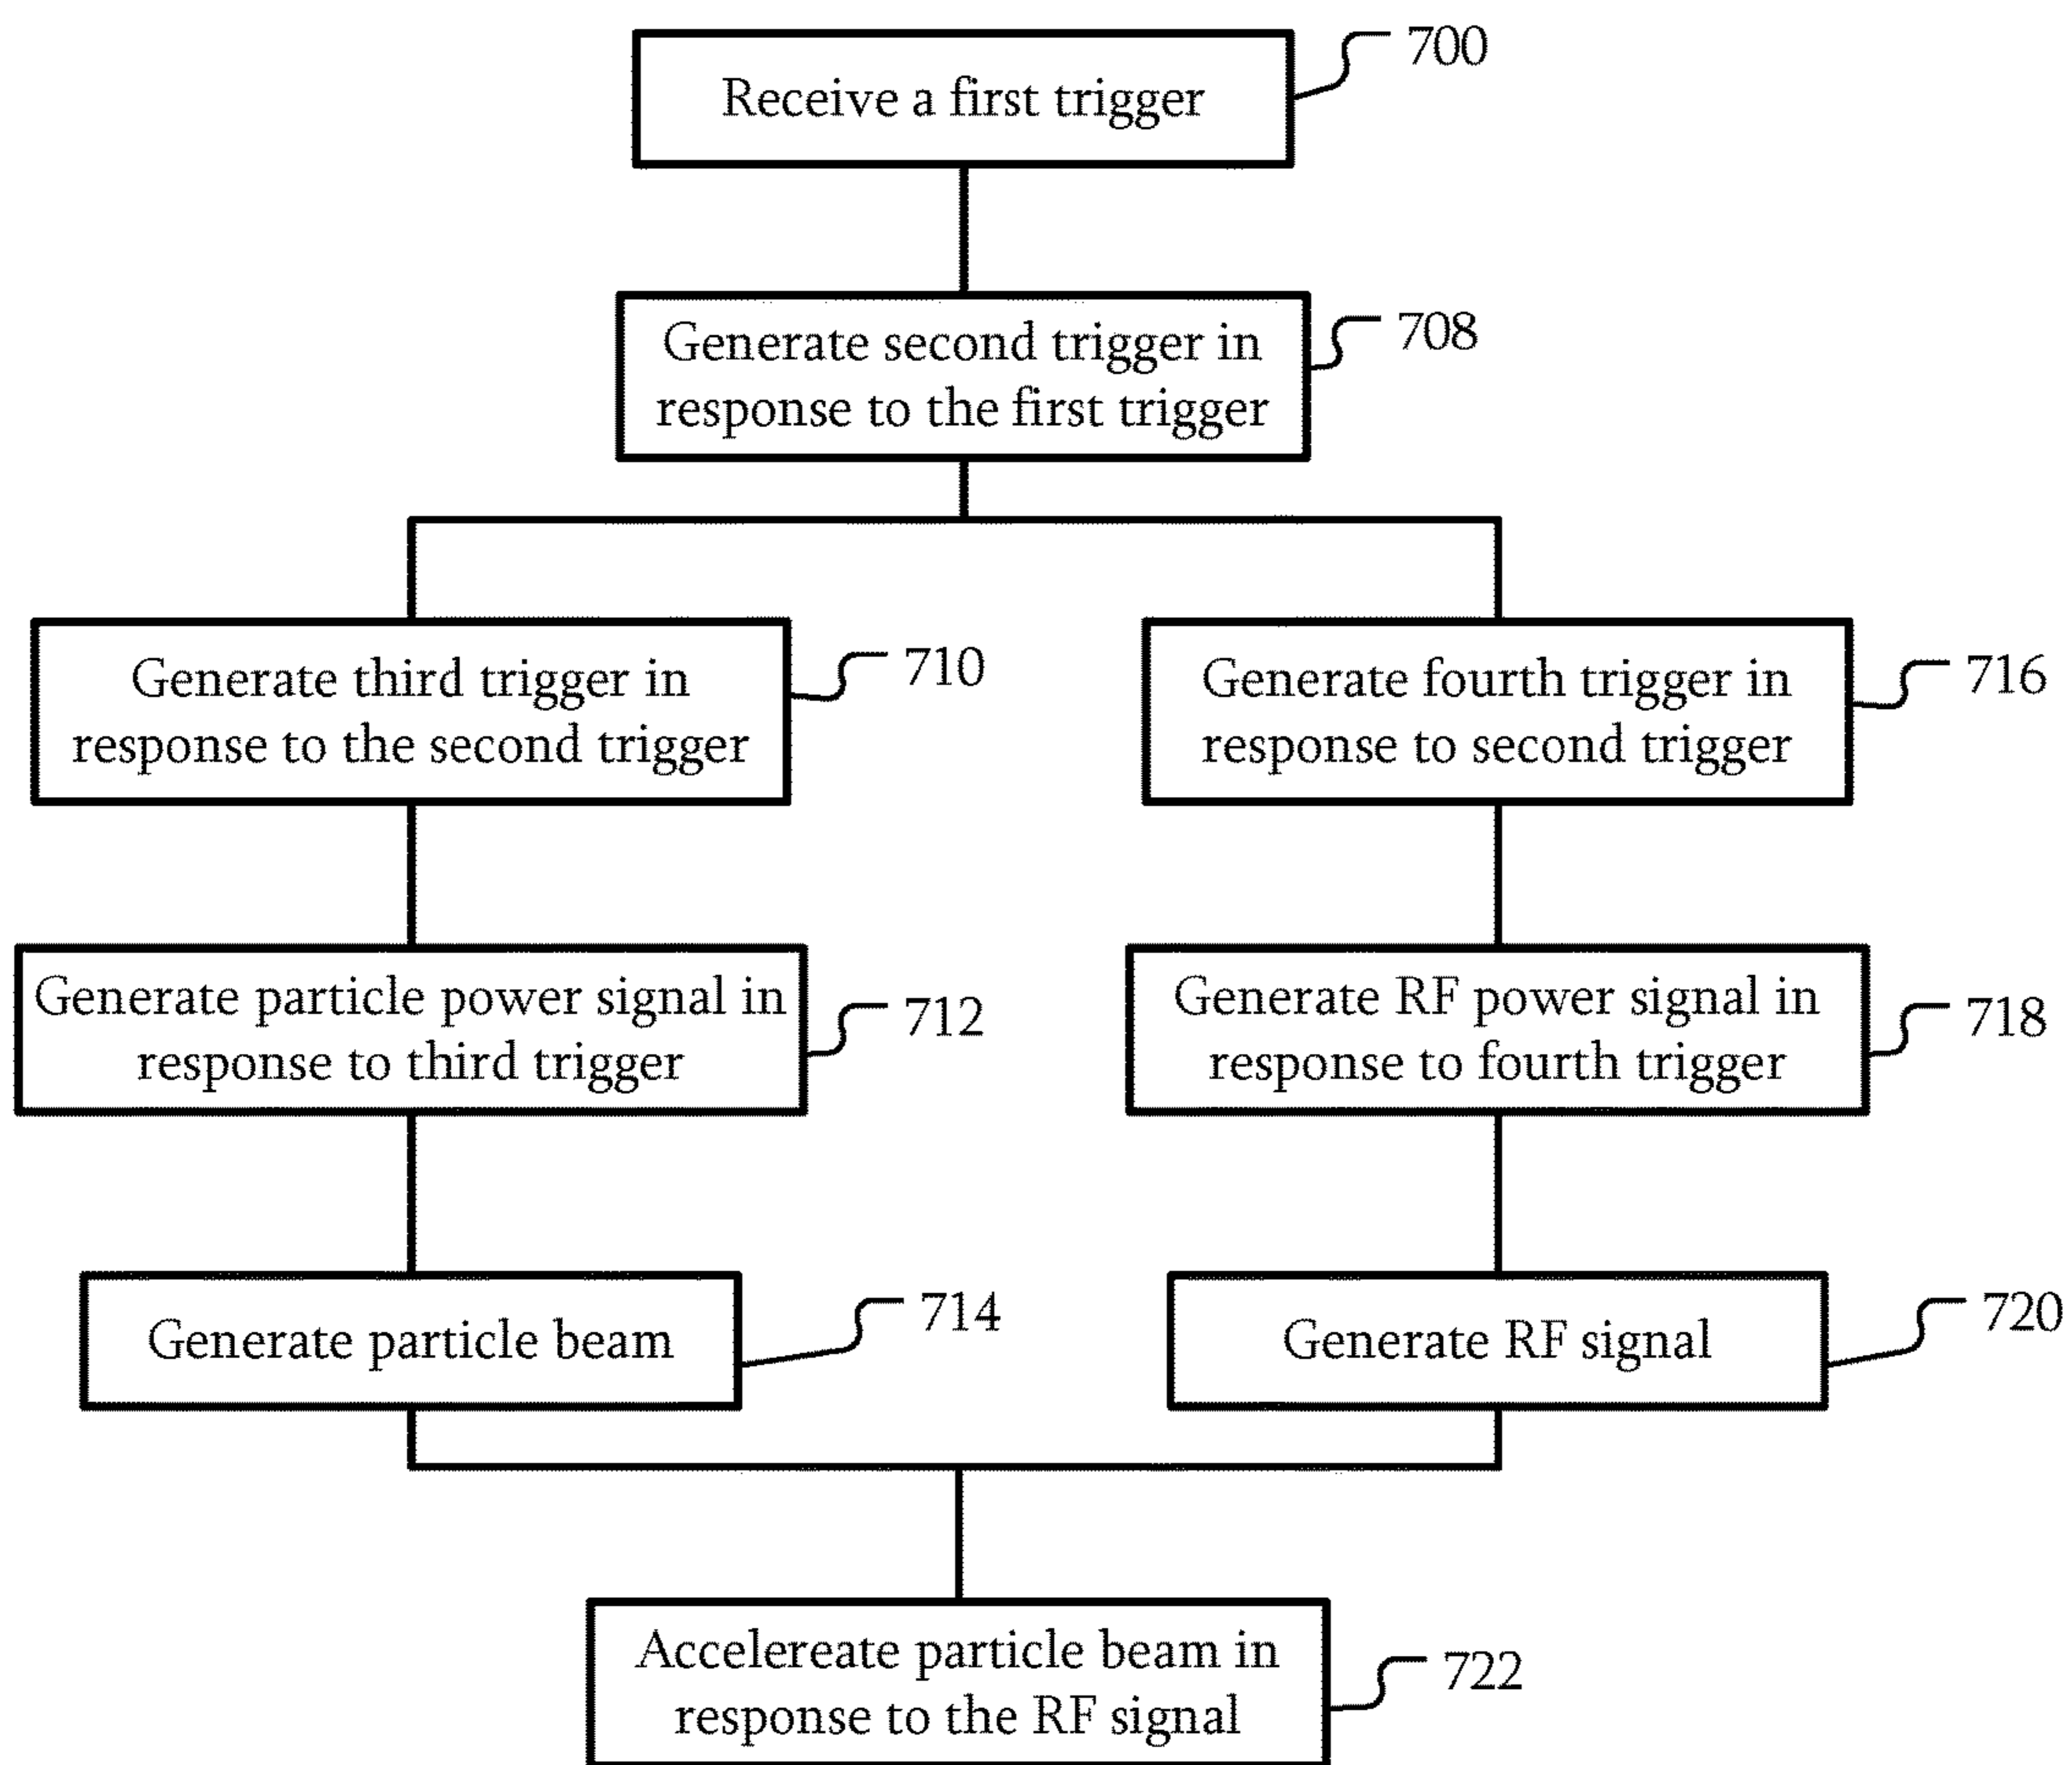 Receive a first trigger
700
Generate second trigger in
response to the first trigger
708
Generate third trigger in
response to the second trigger
710
Generate fourth trigger in
response to second trigger
716
Generate particle power signal in
response to third trigger
712
Generate RF power signal in
response to fourth trigger
718
Generate particle beam
714
Generate RF signal
720
Accelereate particle beam in
response to the RF signal
722